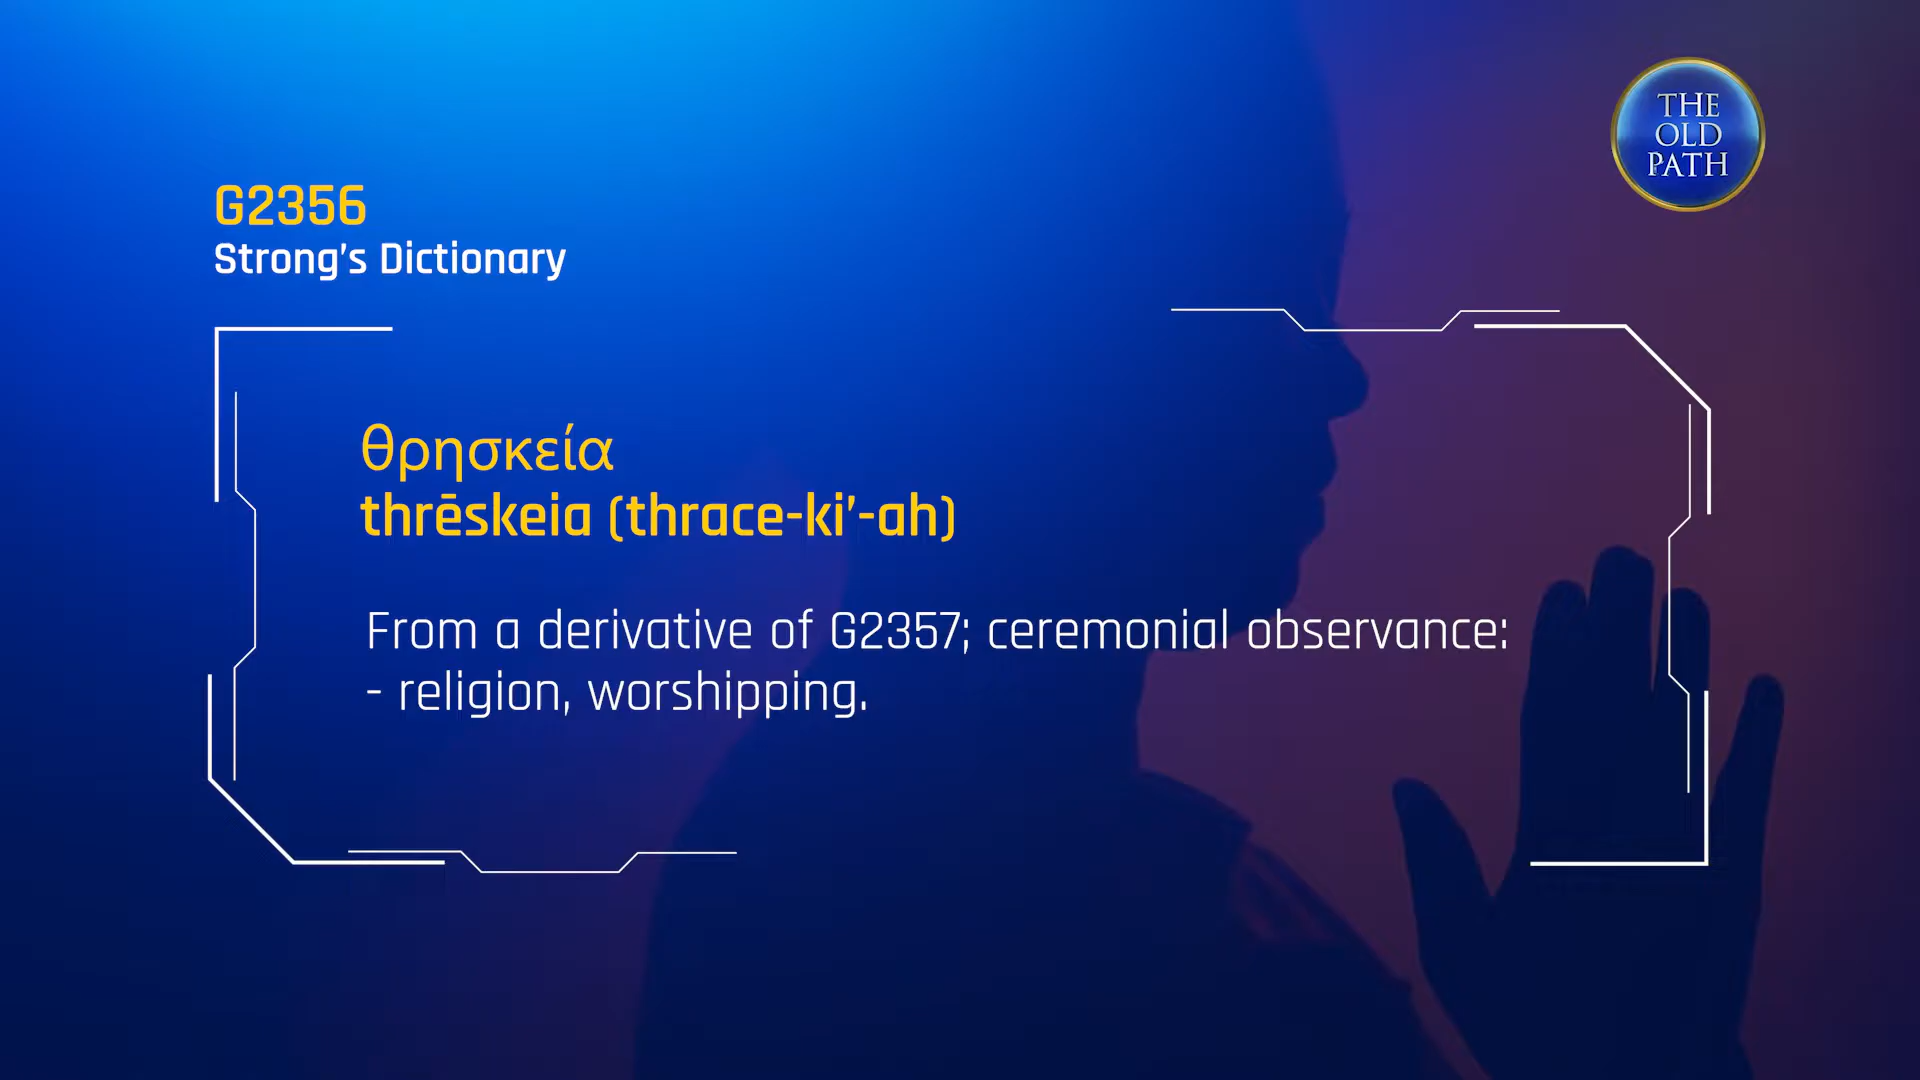 THE
OLD
PATH
G2356
Strong's Dictionary
θρησκεία
thrēskeia (thrace-ki'-ah)
From a derivative of G2357; ceremonial observance:
- religion, worshipping.